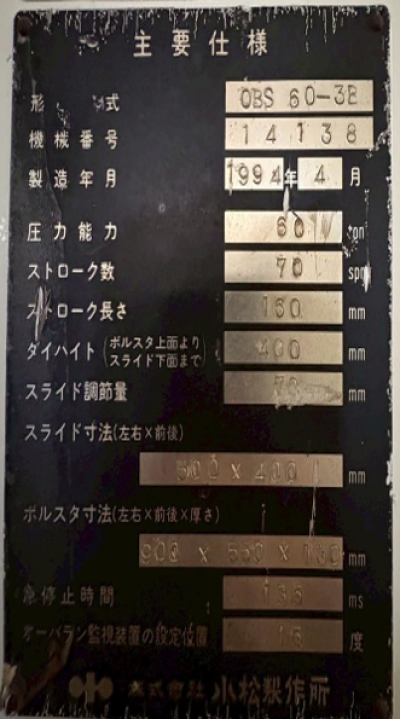 主要仕様
形式 OBS 60-3B
機械番号 14138
製造年月 1994年 4月
圧力能力 60 ton
ストローク数 70 spm
ストローク長さ 160 mm
ダイハイト(ボルスタ上面よりスライド下面まで) 400 mm
スライド調節量 mm
スライド寸法(左右×前後)
500 x 400 mm
ボルスタ寸法(左右×前後×厚さ)
900 x 550 x mm
急停止時間 ms
オーバラン監視装置の設定位置 15 度
株式会社 小松製作所